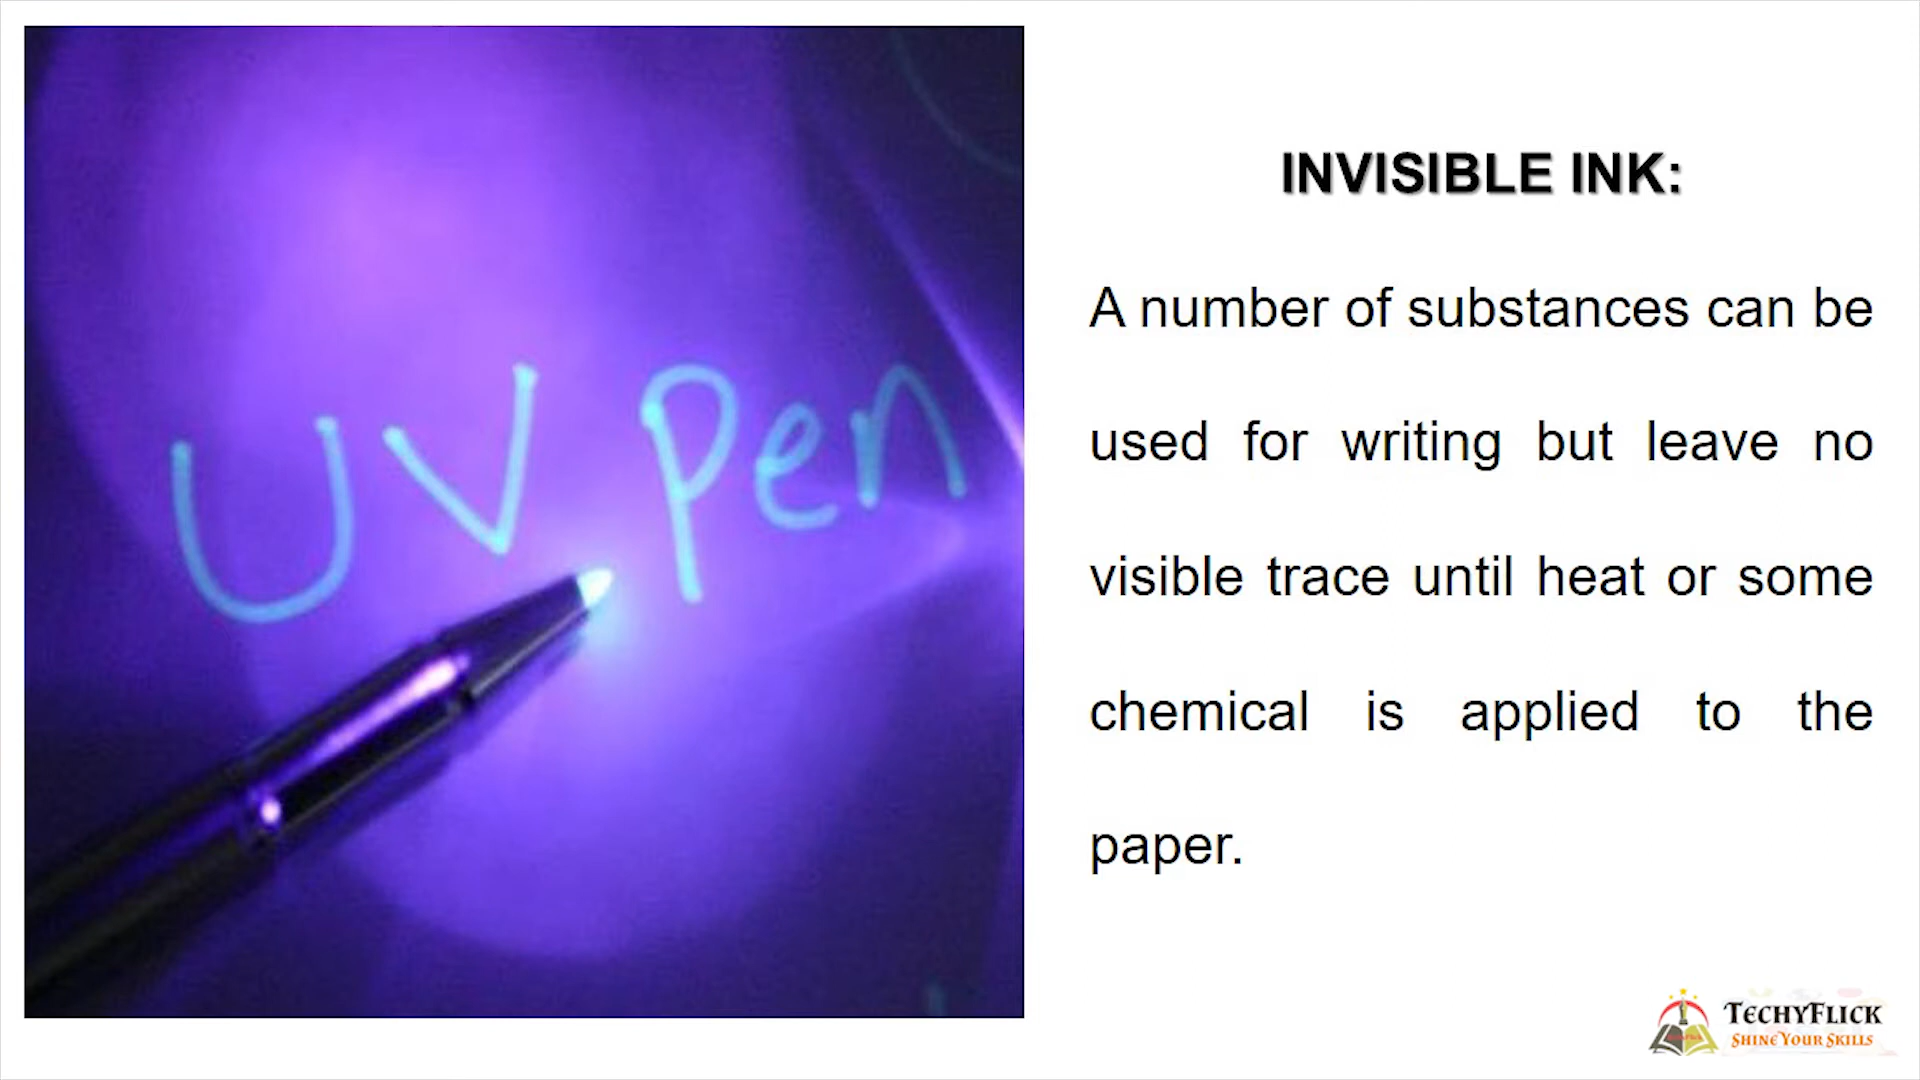 UV Pen
INVISIBLE INK:
A number of substances can be
used for writing but leave no
visible trace until heat or some
chemical is applied to the
paper.
TECHYFLICK
SHINE YOUR SKILLS